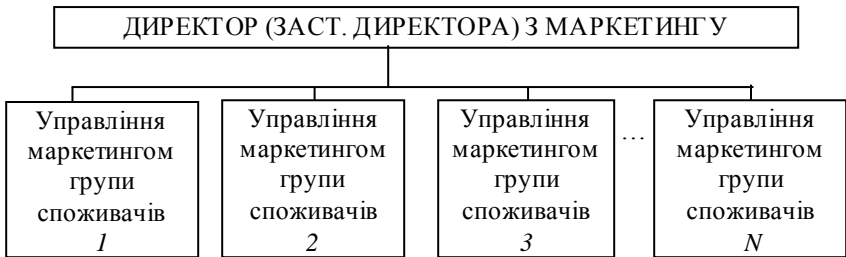 ДИРЕКТОР (ЗАСТ. ДИРЕКТОРА) З МАРКЕТИНГУ
Управління
маркетингом
групи
споживачів
1
Управління
маркетингом
групи
споживачів
2
Управління
маркетингом
групи
споживачів
3
…
Управління
маркетингом
групи
споживачів
N